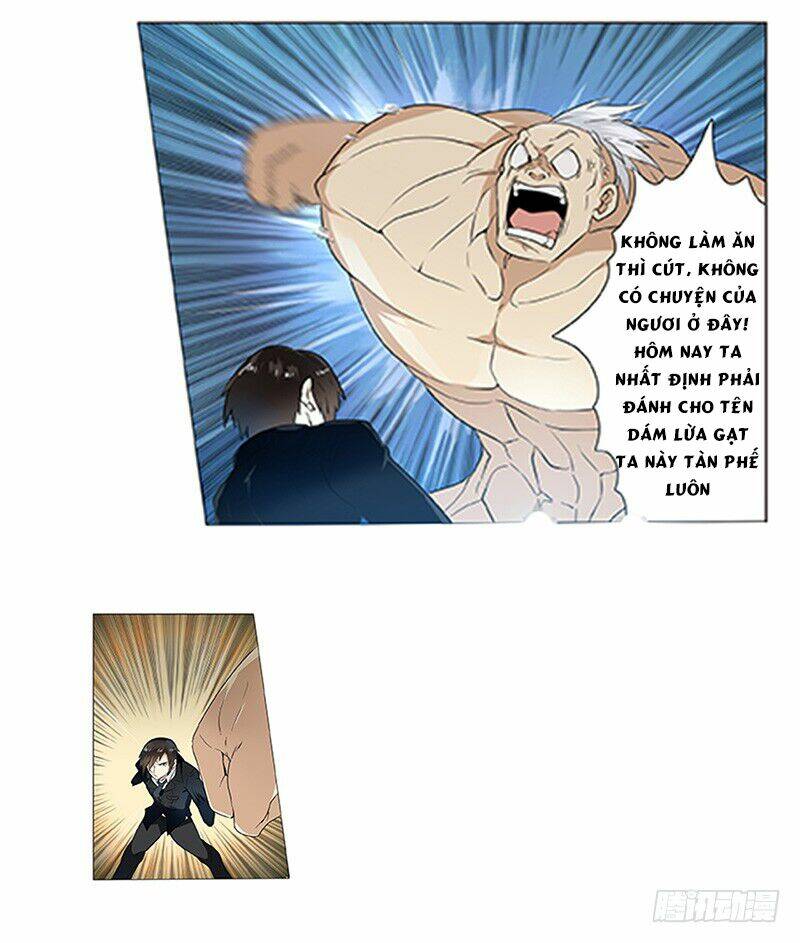 KHÔNG LÀM ĂN
THÌ CÚT, KHÔNG
CÓ CHUYỆN CỦA
NGƯƠI Ở ĐÂY!
HÔM NAY TA
NHẤT ĐỊNH PHẢI
ĐÁNH CHO TÊN
DÁM LỪA GẠT
TA NÀY TÀN PHẾ
LUÔN
腾讯动漫